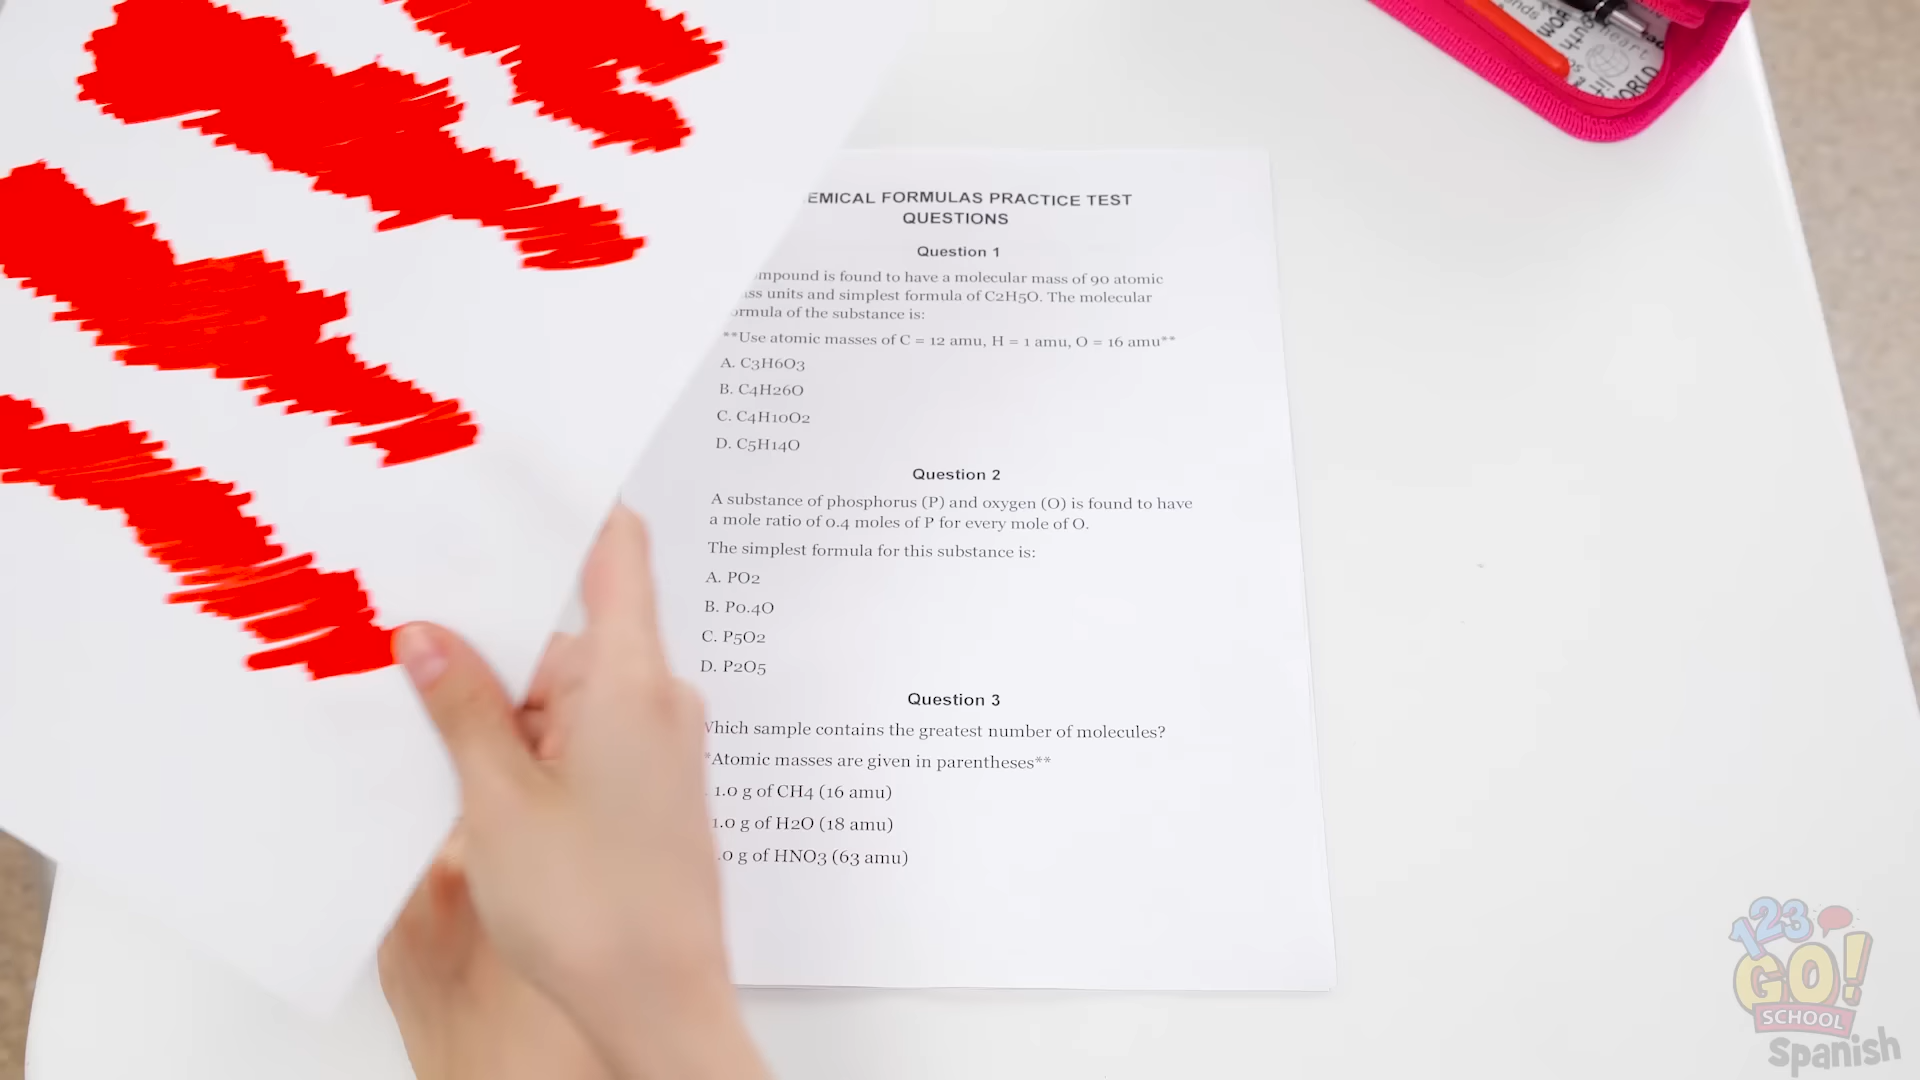 EMICAL FORMULAS PRACTICE TEST
QUESTIONS
Question 1
ompound is found to have a molecular mass of 90 atomic
ss units and simplest formula of C2H5O. The molecular
ormula of the substance is:
**Use atomic masses of C = 12 amu, H = 1 amu, O = 16 amu**
A. C3H6O3
B. C4H26O
C. C4H10O2
D. C5H14O
Question 2
A substance of phosphorus (P) and oxygen (O) is found to have
a mole ratio of 0.4 moles of P for every mole of O.
The simplest formula for this substance is:
A. PO2
B. P0.4O
C. P5O2
D. P2O5
Question 3
Which sample contains the greatest number of molecules?
*Atomic masses are given in parentheses**
1.0 g of CH4 (16 amu)
1.0 g of H2O (18 amu)
.0 g of HNO3 (63 amu)
heart
WORLD
123
GO!
SCHOOL
Spanish